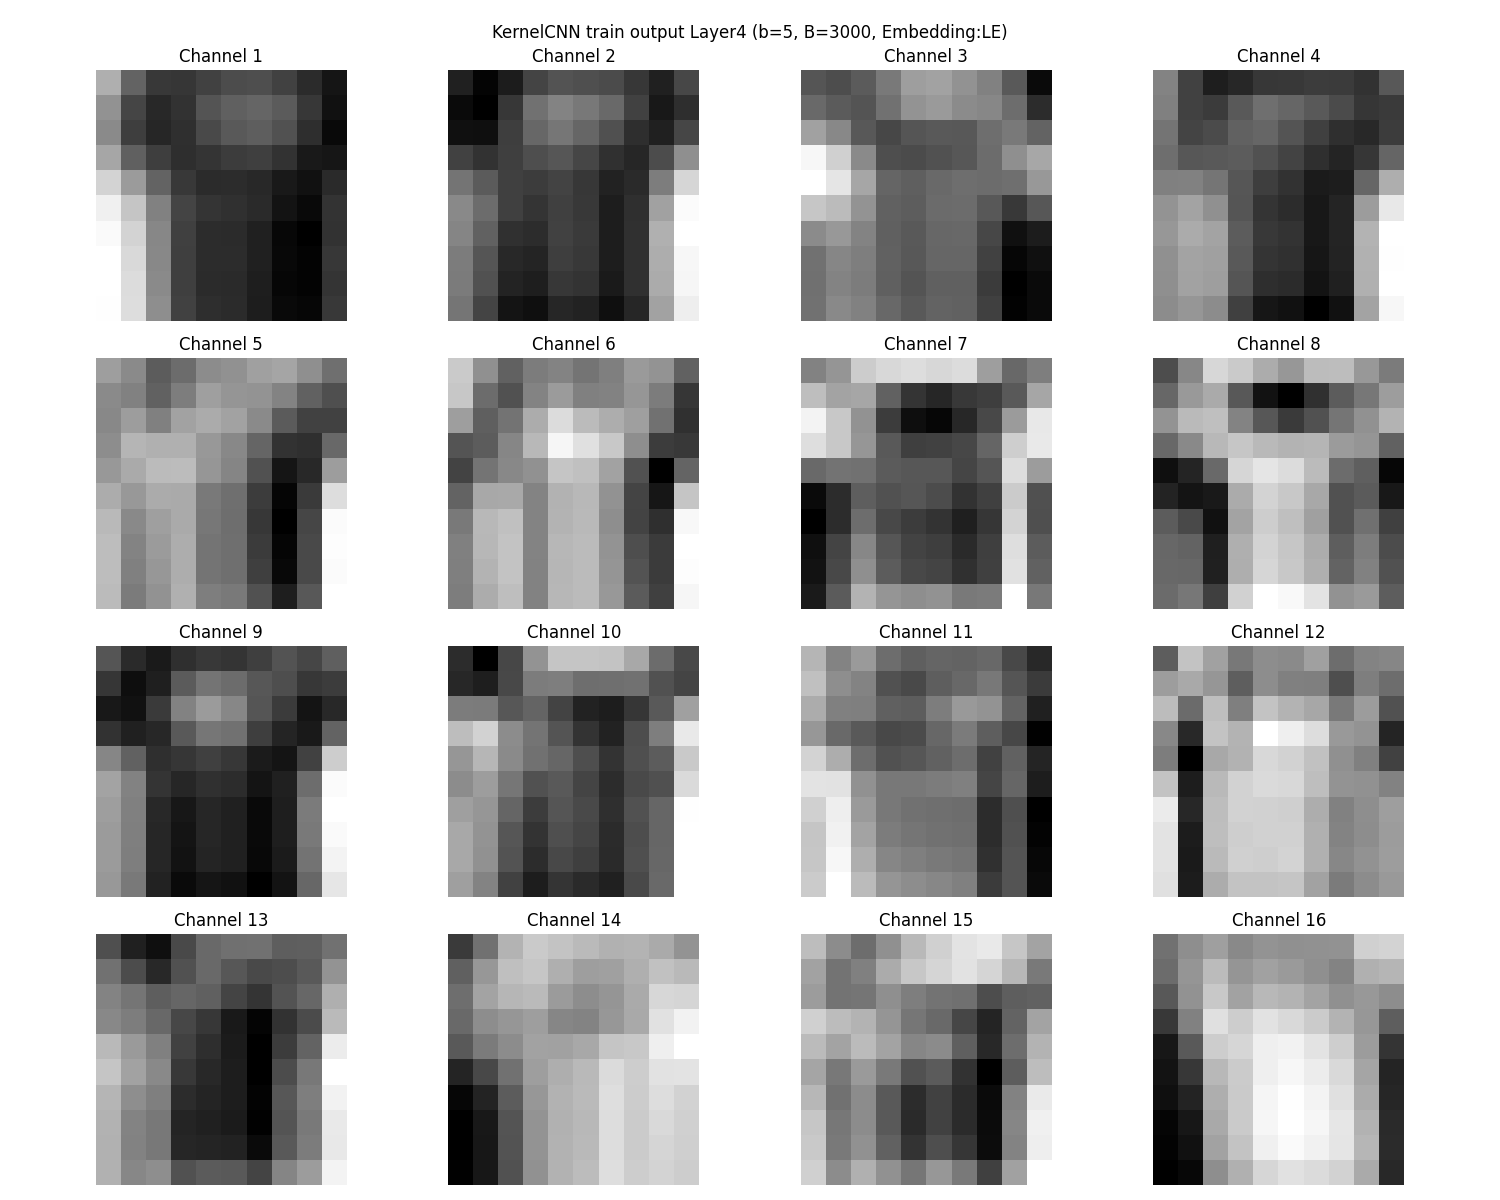 KernelCNN train output Layer4 (b=5, B=3000, Embedding:LE)
Channel 1
Channel 2
Channel 3
Channel 4
Channel 5
Channel 6
Channel 7
Channel 8
Channel 9
Channel 10
Channel 11
Channel 12
Channel 13
Channel 14
Channel 15
Channel 16